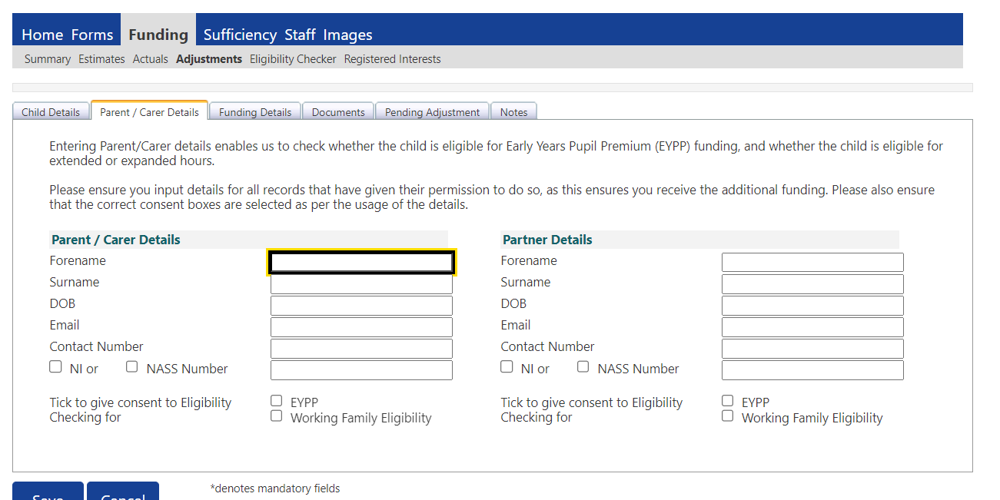 Home Forms Funding Sufficiency Staff Images
Summary Estimates Actuals Adjustments Eligibility Checker Registered Interests
Child Details Parent / Carer Details Funding Details Documents Pending Adjustment Notes
Entering Parent/Carer details enables us to check whether the child is eligible for Early Years Pupil Premium (EYPP) funding, and whether the child is eligible for
extended or expanded hours.
Please ensure you input details for all records that have given their permission to do so, as this ensures you receive the additional funding. Please also ensure
that the correct consent boxes are selected as per the usage of the details.
Parent / Carer Details
Forename
Surname
DOB
Email
Contact Number
NI or NASS Number
Tick to give consent to Eligibility
Checking for
EYPP
Working Family Eligibility
Partner Details
Forename
Surname
DOB
Email
Contact Number
NI or NASS Number
Tick to give consent to Eligibility
Checking for
EYPP
Working Family Eligibility
Save Cancel
*denotes mandatory fields